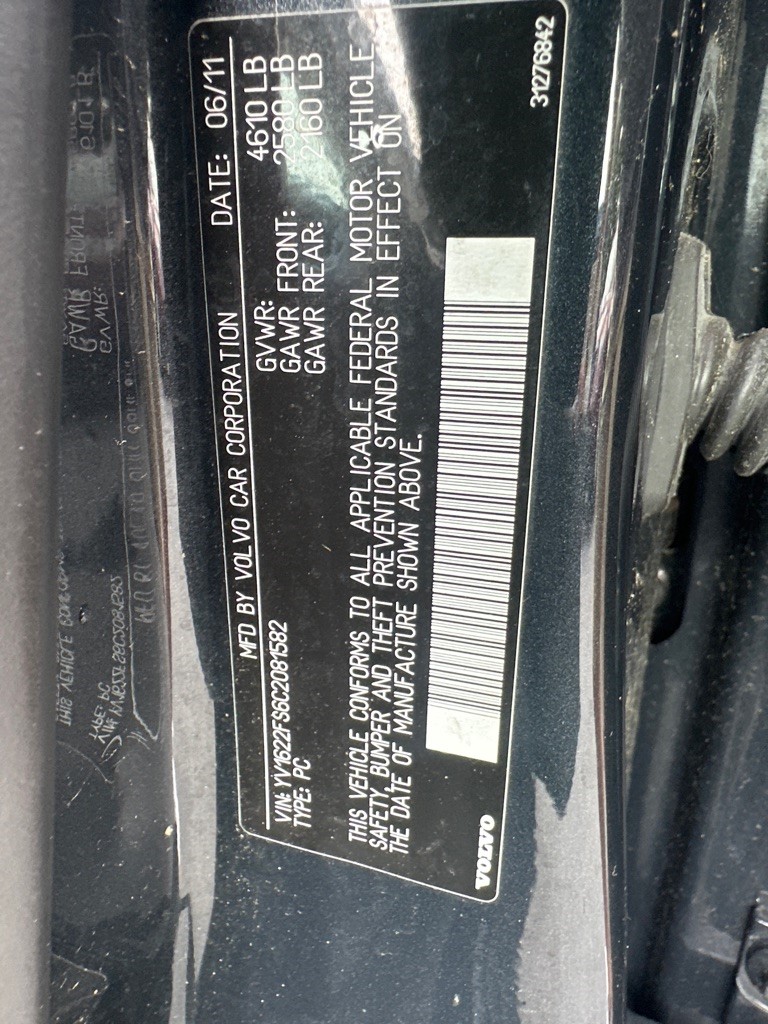 MFD BY VOLVO CAR CORPORATION DATE: 06/11
GVWR: 4610 LB
GAWR FRONT: 2580 LB
GAWR REAR: 2160 LB
VIN: YV1622FS6C2081582
TYPE: PC
THIS VEHICLE CONFORMS TO ALL APPLICABLE FEDERAL MOTOR VEHICLE
SAFETY, BUMPER AND THEFT PREVENTION STANDARDS IN EFFECT ON
THE DATE OF MANUFACTURE SHOWN ABOVE.
VOLVO
31276842